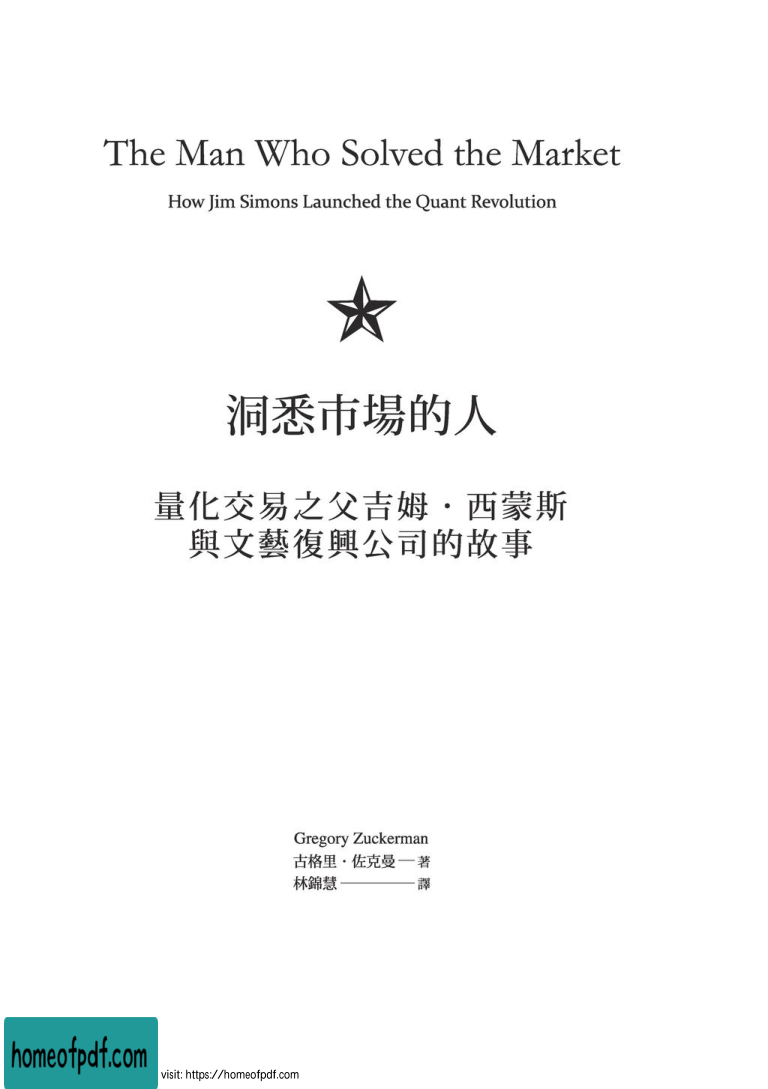 The Man Who Solved the Market
How Jim Simons Launched the Quant Revolution
洞悉市場的人
量化交易之父吉姆・西蒙斯
與文藝復興公司的故事
Gregory Zuckerman
古格里・佐克曼 — 著
林錦慧 ——— 譯
homeofpdf.com
visit: https://homeofpdf.com